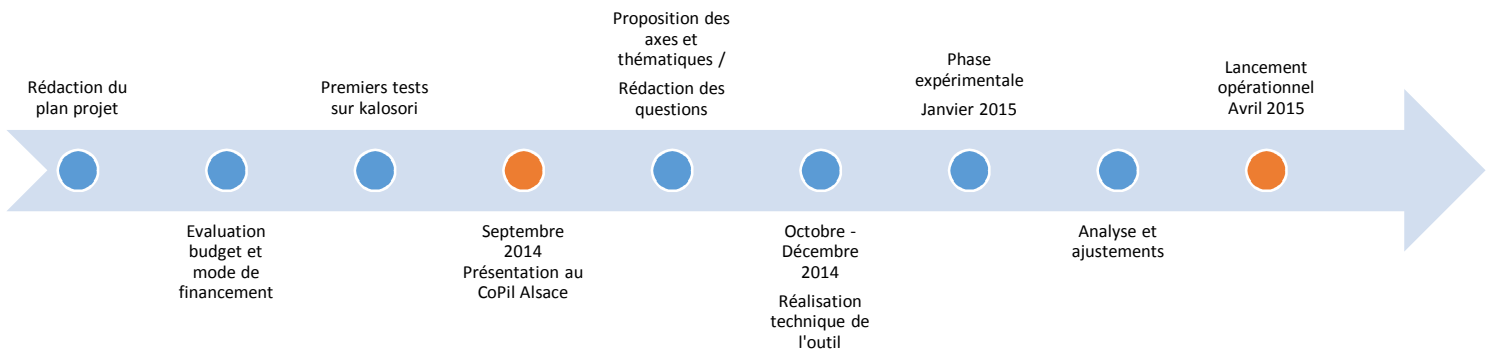 Rédaction du
plan projet
Evaluation
budget et
mode de
financement
Premiers tests
sur kalosori
Septembre
2014
Présentation au
CoPil Alsace
Proposition des
axes et
thématiques /
Rédaction des
questions
Octobre -
Décembre
2014
Réalisation
technique de
l'outil
Phase
expérimentale
Janvier 2015
Analyse et
ajustements
Lancement
opérationnel
Avril 2015